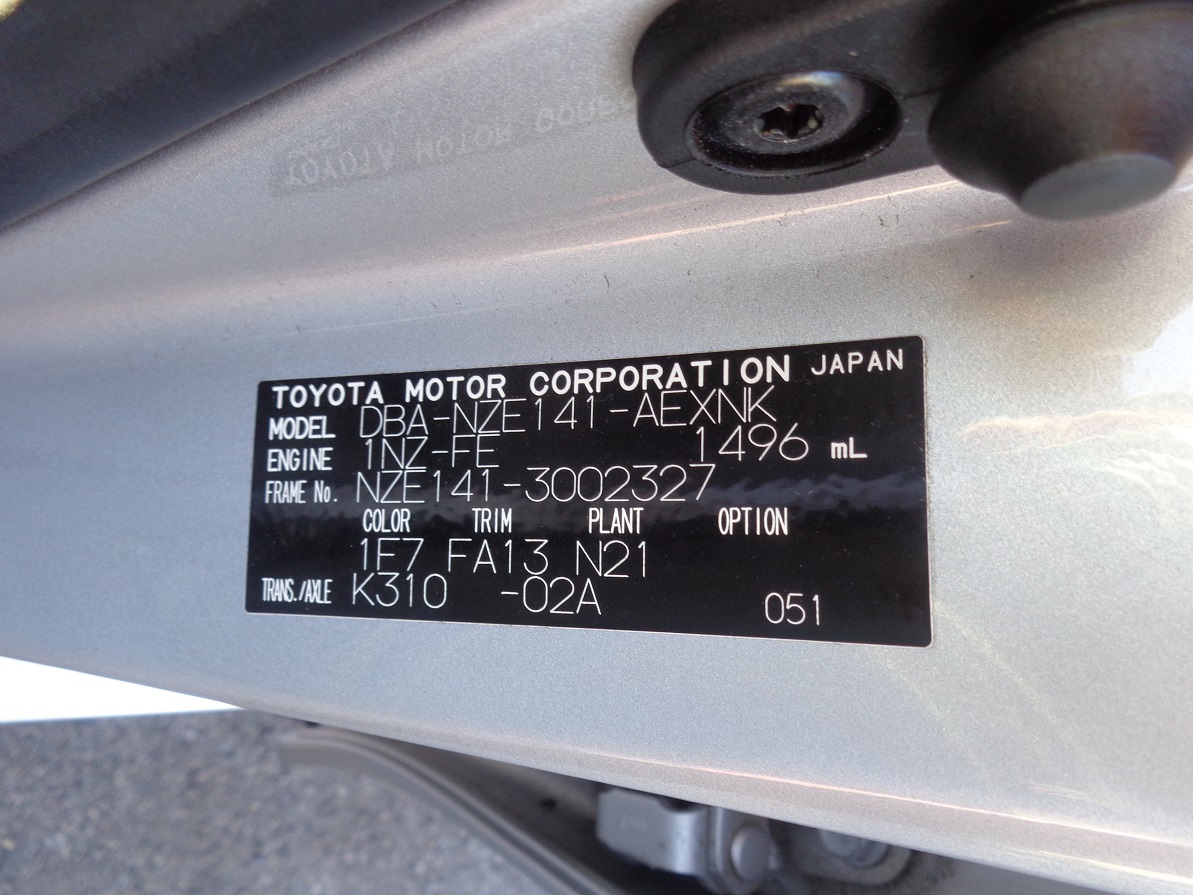 TOYOTA MOTOR CORPORATION JAPAN
MODEL DBA-NZE141-AEXNK
ENGINE 1NZ-FE 1496 mL
FRAME No. NZE141-3002327
COLOR TRIM PLANT OPTION
1F7 FA13 N21
TRANS./AXLE K310 -02A 051